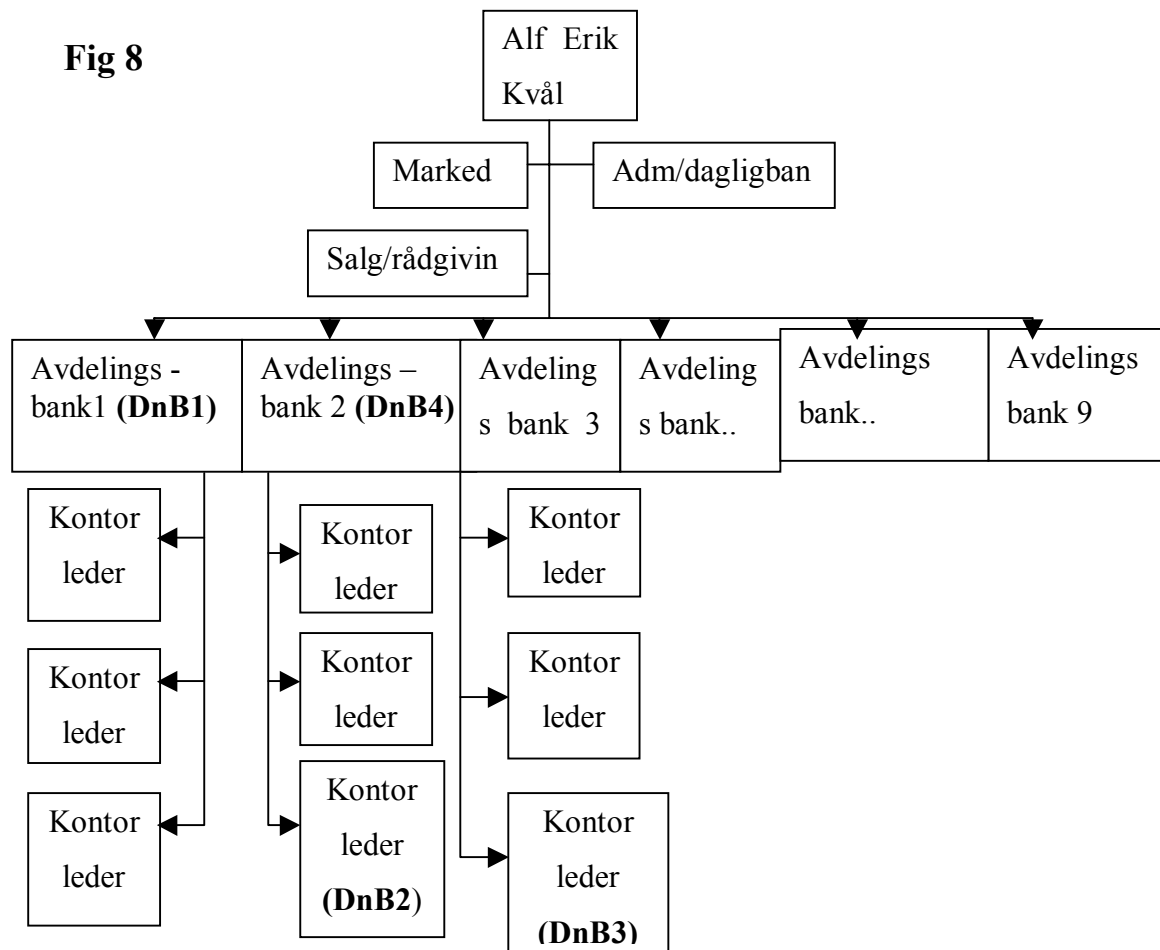 Fig 8
Alf Erik
Kvål
Marked
Adm/dagligban
Salg/rådgivin
Avdelings -
bank1 (DnB1)
Avdelings –
bank 2 (DnB4)
Avdeling
s bank 3
Avdeling
s bank..
Avdelings
bank..
Avdelings
bank 9
Kontor
leder
Kontor
leder
Kontor
leder
Kontor
leder
Kontor
leder
Kontor
leder
Kontor
leder
Kontor
leder
(DnB2)
Kontor
leder
(DnB3)